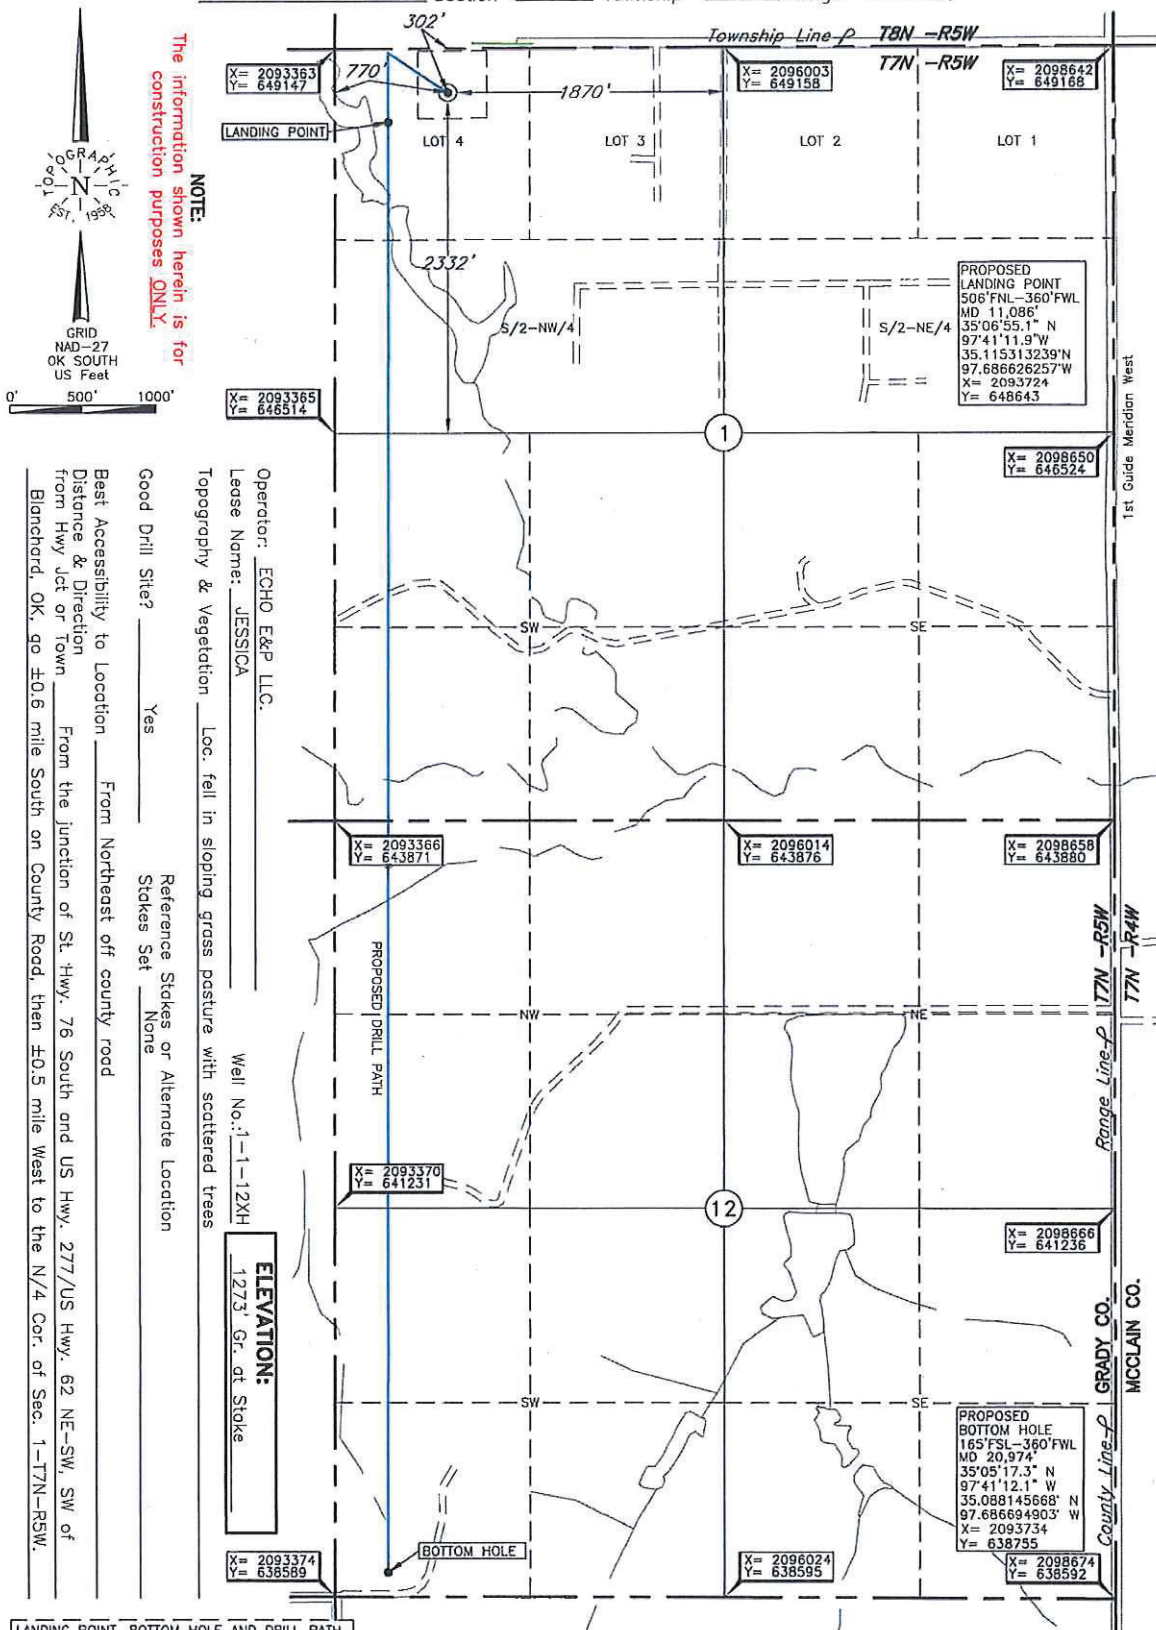 302'
Township Line
T8N -R5W
T7N -R5W
X= 2093363
Y= 649147
770'
1870'
X= 2096003
Y= 649158
X= 2098642
Y= 649168
LANDING POINT
LOT 4
LOT 3
LOT 2
LOT 1
TOPOGRAPHIC
N
EST. 1958
GRID
NAD-27
OK SOUTH
US Feet
0' 500' 1000'
NOTE:
The information shown herein is for
construction purposes ONLY.
2332'
S/2-NW/4
S/2-NE/4
PROPOSED
LANDING POINT
506'FNL-360'FWL
MD 11,086'
35°06'55.1" N
97°41'11.9"W
35.115313239°N
97.686626257°W
X= 2093724
Y= 648643
1st Guide Meridian West
X= 2093365
Y= 646514
1
X= 2098650
Y= 646524
SW
SE
X= 2093366
Y= 643871
X= 2096014
Y= 643876
X= 2098658
Y= 643880
T7N -R5W
T7N -R4W
Range Line
PROPOSED DRILL PATH
NW
NE
X= 2093370
Y= 641231
12
X= 2098666
Y= 641236
GRADY CO.
MCCLAIN CO.
County Line
SW
SE
PROPOSED
BOTTOM HOLE
165'FSL-360'FWL
MD 20,974'
35°05'17.3" N
97°41'12.1" W
35.088145668° N
97.686694903° W
X= 2093734
Y= 638755
BOTTOM HOLE
X= 2093374
Y= 638589
X= 2096024
Y= 638595
X= 2098674
Y= 638592
Operator: ECHO E&P LLC.
Lease Name: JESSICA Well No.: 1-1-12XH
ELEVATION:
1273' Gr. at Stake
Topography & Vegetation Loc. fell in sloping grass pasture with scattered trees
Reference Stakes or Alternate Location
Good Drill Site? Yes Stakes Set None
Best Accessibility to Location From Northeast off county road
Distance & Direction
from Hwy Jct or Town From the junction of St. Hwy. 76 South and US Hwy. 277/US Hwy. 62 NE-SW, SW of
Blanchard, OK, go ±0.6 mile South on County Road, then ±0.5 mile West to the N/4 Cor. of Sec. 1-T7N-R5W.
LANDING POINT, BOTTOM HOLE AND DRILL PATH